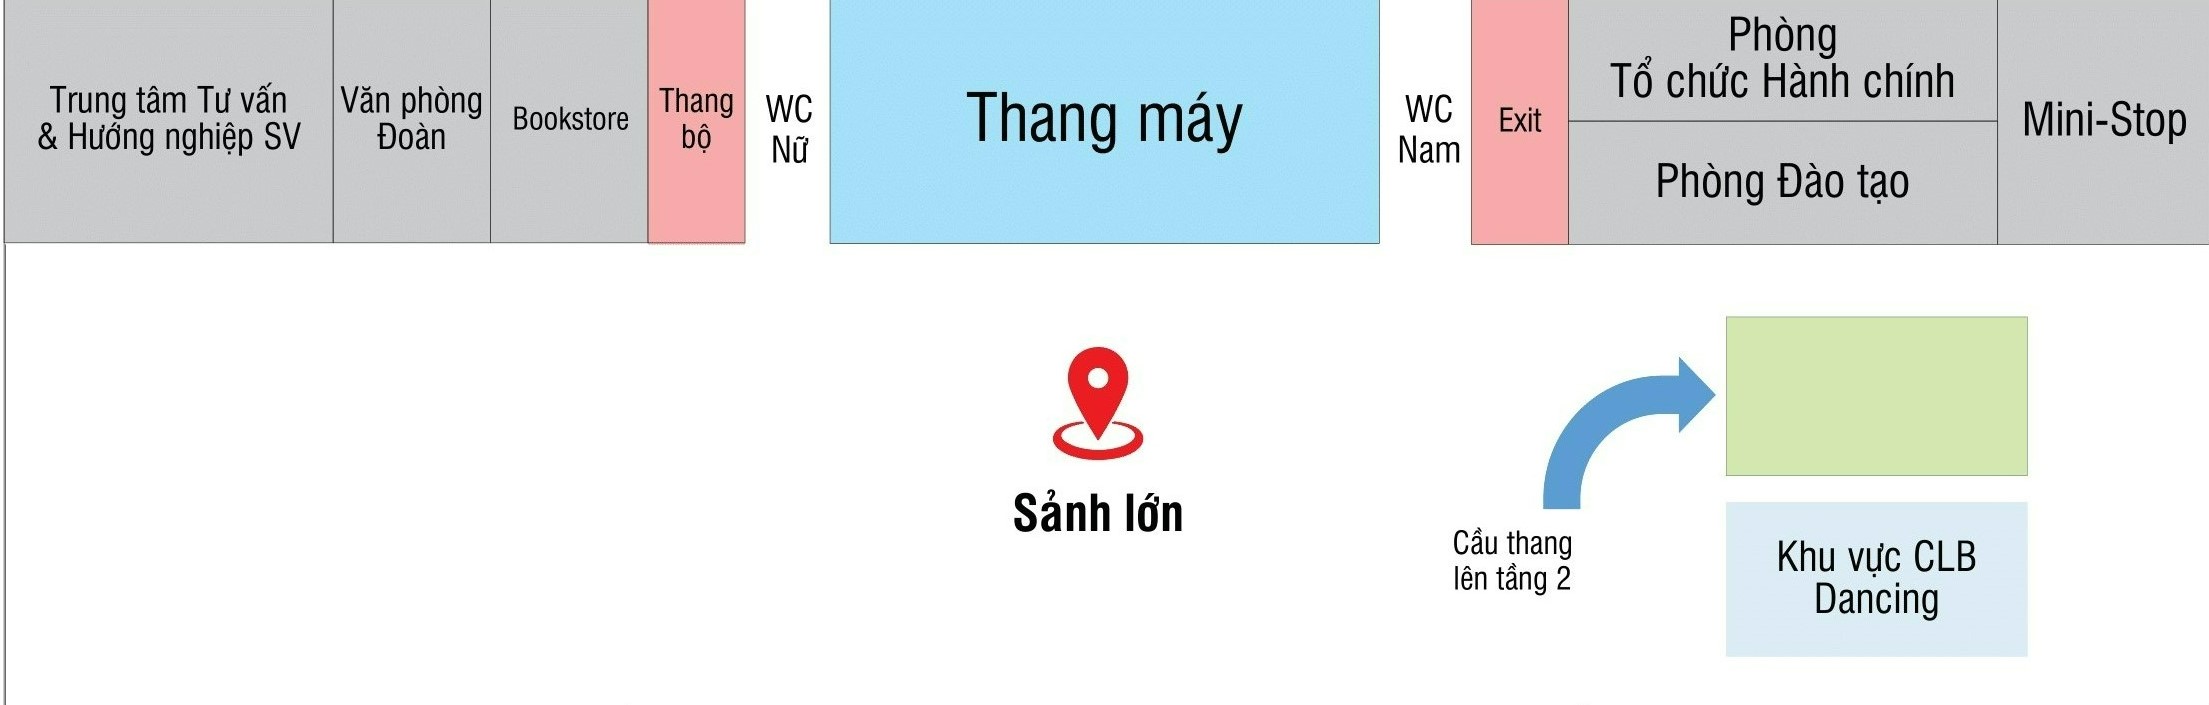 Trung tâm Tư vấn
& Hướng nghiệp SV
Văn phòng
Đoàn
Bookstore
Thang
bộ
WC
Nữ
Thang máy
WC
Nam
Exit
Phòng
Tổ chức Hành chính
Phòng Đào tạo
Mini-Stop
Sảnh lớn
Cầu thang
lên tầng 2
Khu vực CLB
Dancing